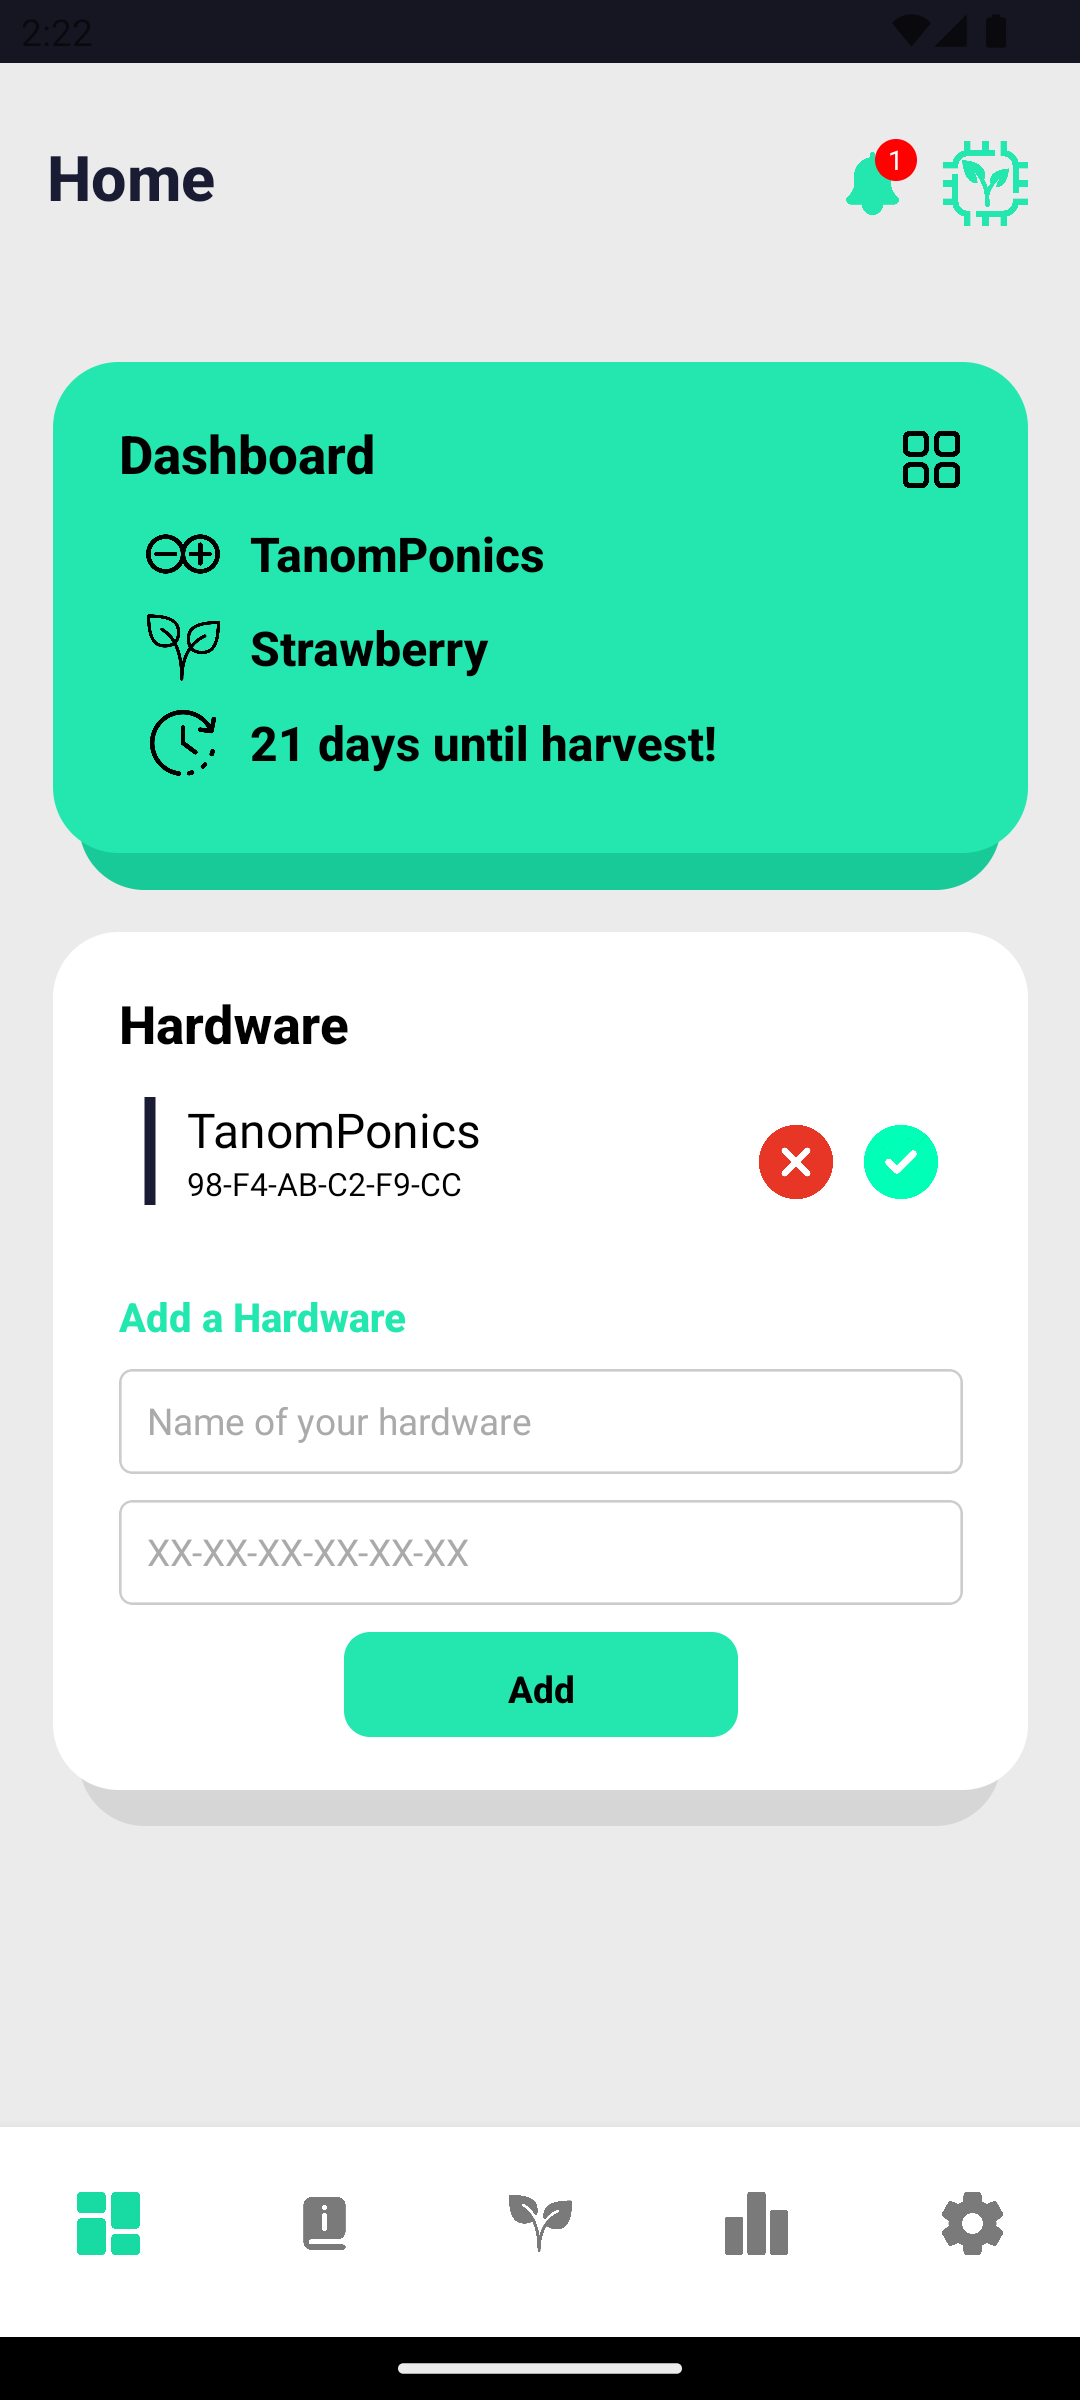 2:22
Home
1
Dashboard
TanomPonics
Strawberry
21 days until harvest!
Hardware
TanomPonics
98-F4-AB-C2-F9-CC
Add a Hardware
Name of your hardware
XX-XX-XX-XX-XX-XX
Add